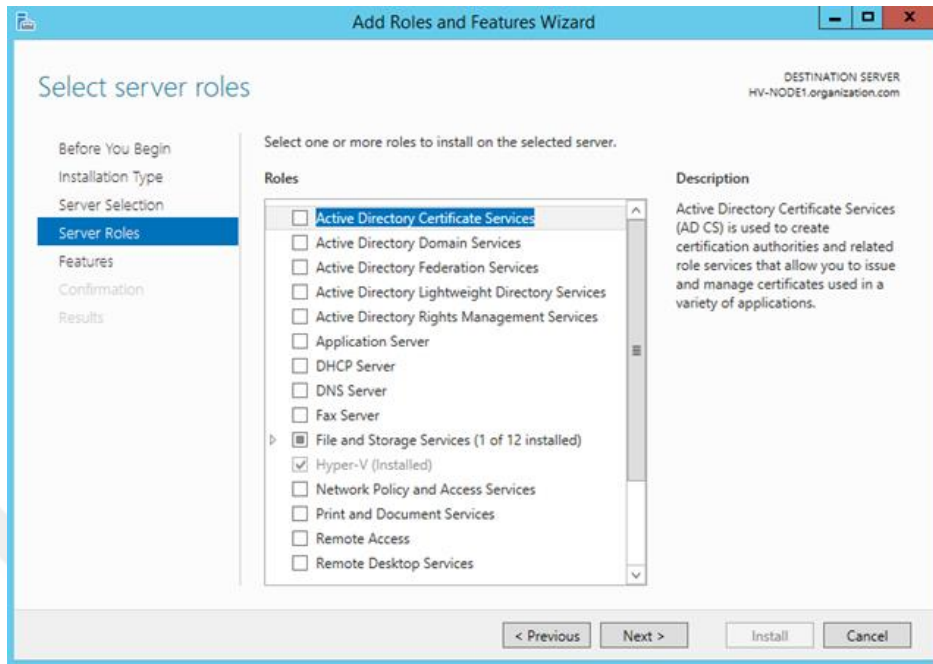 Add Roles and Features Wizard
Select server roles
DESTINATION SERVER
HV-NODE1.organization.com
Before You Begin
Installation Type
Server Selection
Server Roles
Features
Confirmation
Results
Select one or more roles to install on the selected server.
Roles
Active Directory Certificate Services
Active Directory Domain Services
Active Directory Federation Services
Active Directory Lightweight Directory Services
Active Directory Rights Management Services
Application Server
DHCP Server
DNS Server
Fax Server
File and Storage Services (1 of 12 installed)
Hyper-V (Installed)
Network Policy and Access Services
Print and Document Services
Remote Access
Remote Desktop Services
Description
Active Directory Certificate Services
(AD CS) is used to create
certification authorities and related
role services that allow you to issue
and manage certificates used in a
variety of applications.
< Previous
Next >
Install
Cancel